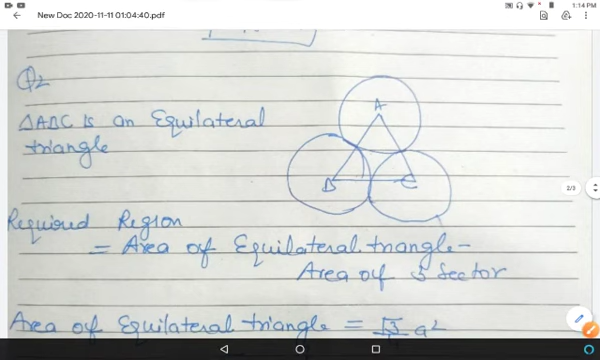 1:14 PM
New Doc 2020-11-11 01:04:40.pdf
Q2
△ABC is an Equilateral
triangle
A
B
C
2/3
Required Region
= Area of Equilateral triangle -
Area of 3 sector
Area of Equilateral triangle = √3 a²